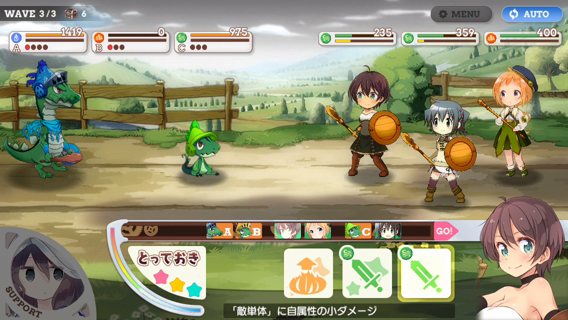 WAVE 3/3 6
MENU
AUTO
1419
A
0
B
975
C
235
359
400
A B C GO!
とっておき
SUPPORT
「敵単体」に自属性の小ダメージ